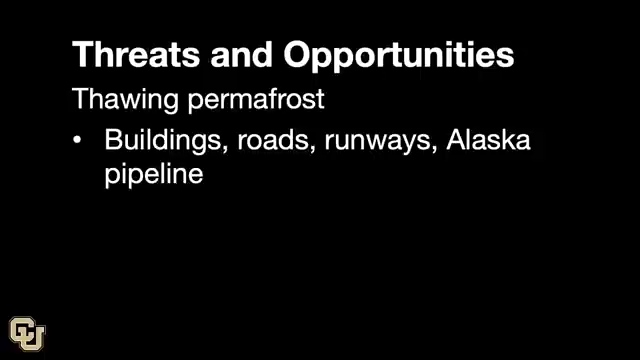 Threats and Opportunities
Thawing permafrost
• Buildings, roads, runways, Alaska
pipeline
CU